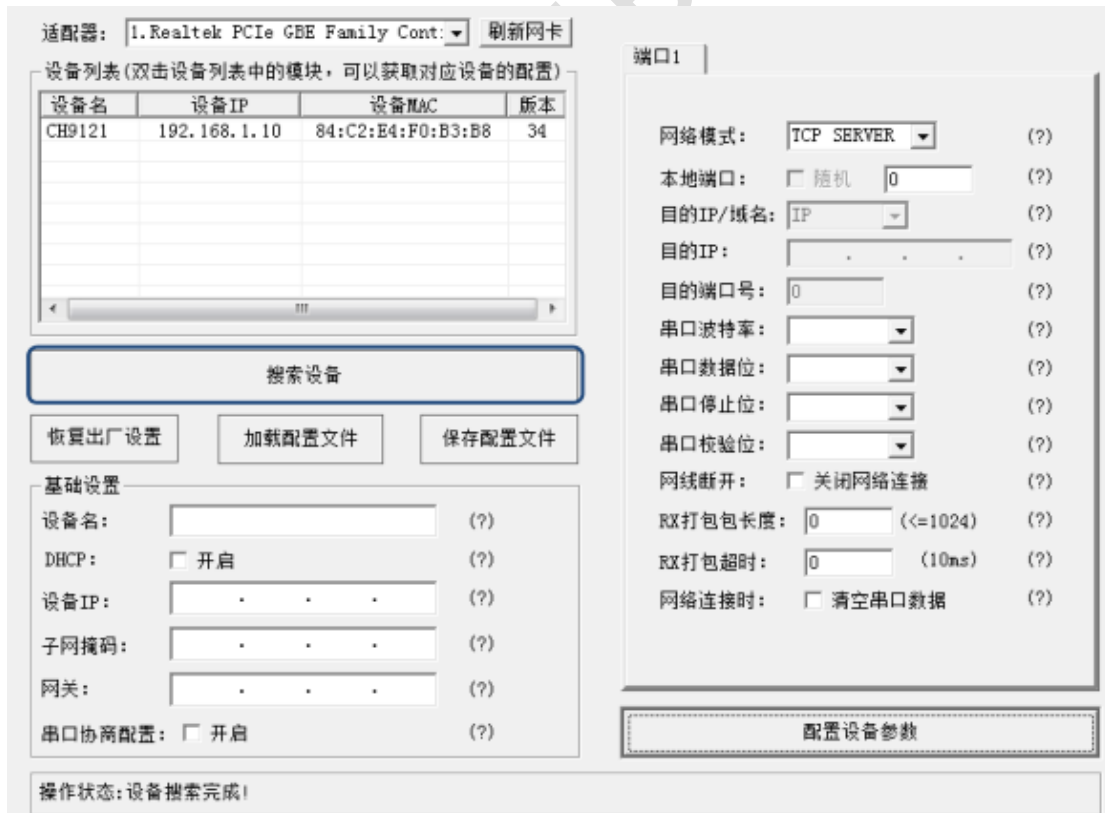 适配器: 1.Realtek PCIe GBE Family Cont: 刷新网卡
设备列表(双击设备列表中的模块，可以获取对应设备的配置)
设备名 设备IP 设备MAC 版本
CH9121 192.168.1.10 84:C2:E4:F0:B3:B8 34
搜索设备
恢复出厂设置 加载配置文件 保存配置文件
基础设置
设备名: (?)
DHCP: 开启 (?)
设备IP: . . . (?)
子网掩码: . . . (?)
网关: . . . (?)
串口协商配置: 开启 (?)
端口1
网络模式: TCP SERVER (?)
本地端口: 随机 0 (?)
目的IP/域名: IP (?)
目的IP: . . . (?)
目的端口号: 0 (?)
串口波特率: (?)
串口数据位: (?)
串口停止位: (?)
串口校验位: (?)
网线断开: 关闭网络连接 (?)
RX打包包长度: 0 (<=1024) (?)
RX打包超时: 0 (10ms) (?)
网络连接时: 清空串口数据 (?)
配置设备参数
操作状态:设备搜索完成!